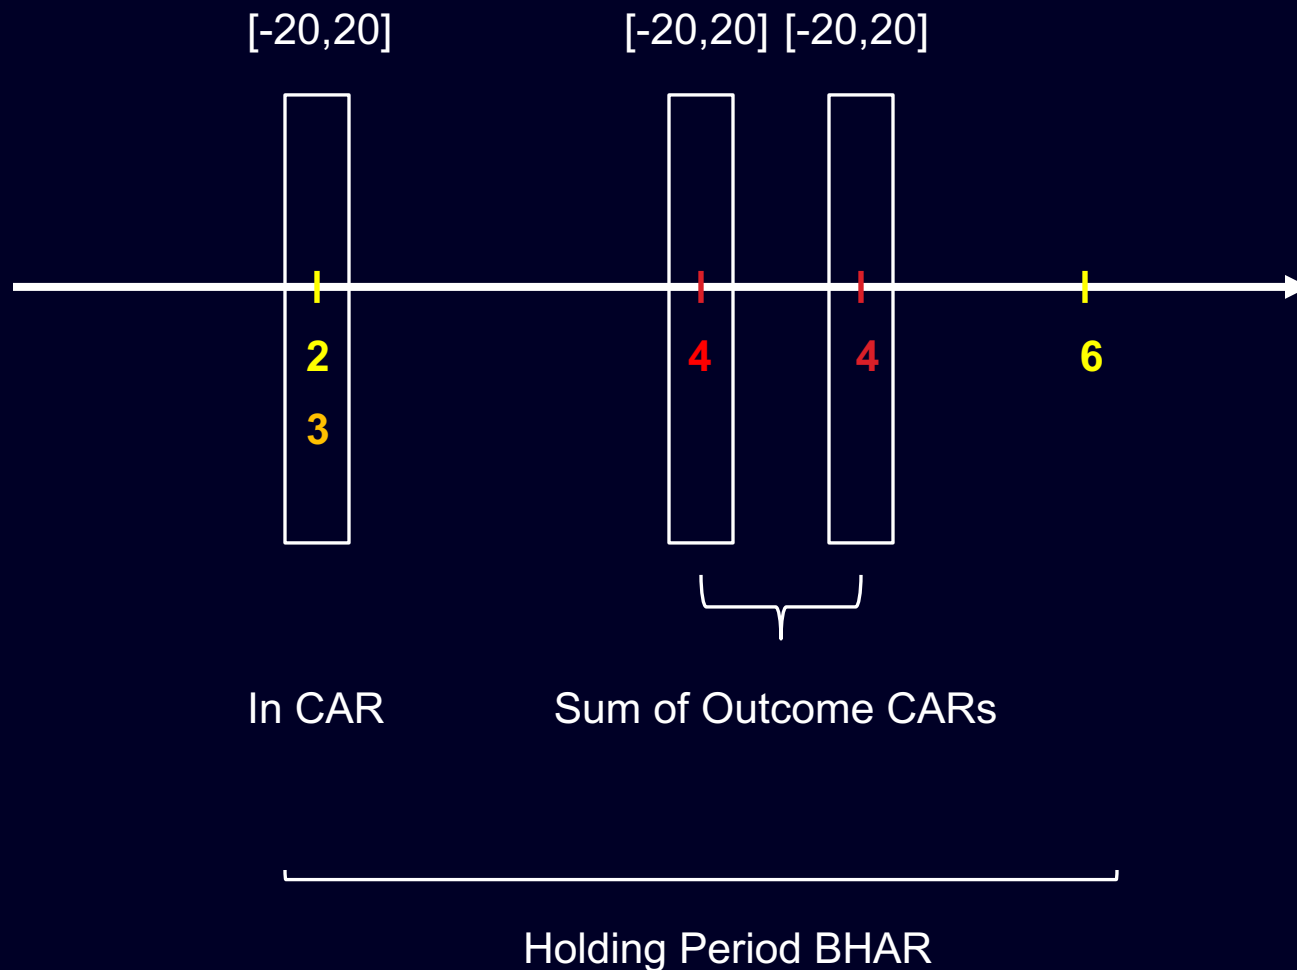 [-20,20] [-20,20] [-20,20]
2 4 4 6
3
In CAR Sum of Outcome CARs
Holding Period BHAR